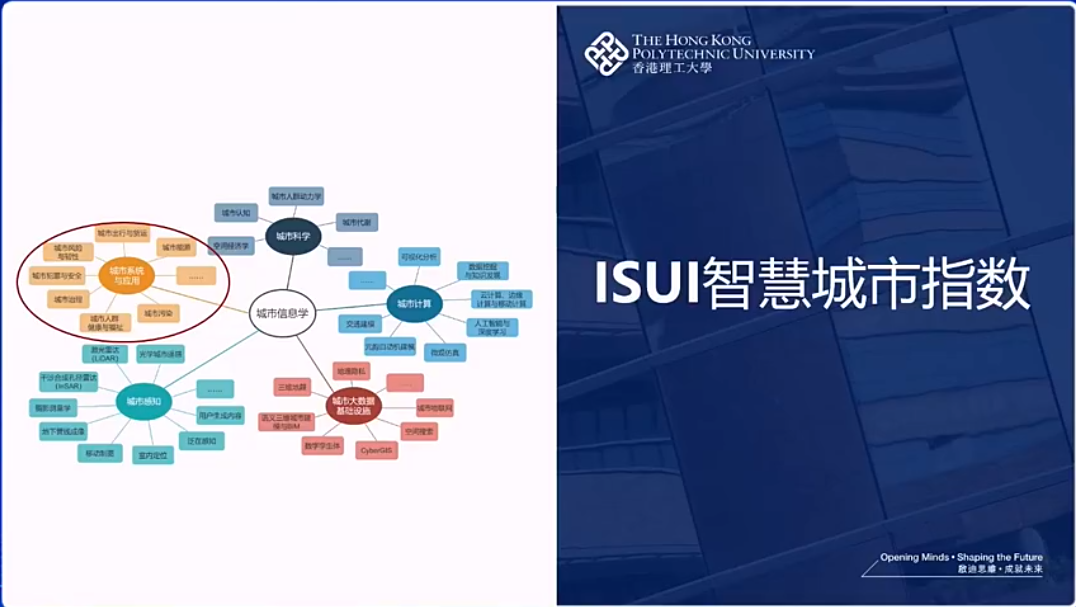 城市人群动力学
城市认知
城市代谢
空间经济学
……
城市科学
城市出行与货运
城市风险
与韧性
城市能源
城市犯罪与安全
……
城市治理
城市污染
城市人群
健康与福祉
城市系统
与应用
可视化分析
数据挖掘
与知识发现
……
云计算、边缘
计算与移动计算
交通建模
人工智能与
深度学习
元胞自动机建模
微观仿真
城市计算
城市信息学
激光雷达
(LiDAR)
光学城市遥感
干涉合成孔径雷达
(InSAR)
……
摄影测量学
用户生成内容
地下管线成像
泛在感知
移动制图
室内定位
城市感知
地理隐私
三维地籍
……
城市物联网
语义三维城市建
模与BIM
空间搜索
数字孪生体
CyberGIS
城市大数据
基础设施
THE HONG KONG
POLYTECHNIC UNIVERSITY
香港理工大學
ISUI智慧城市指数
Opening Minds • Shaping the Future
啟迪思維 • 成就未來